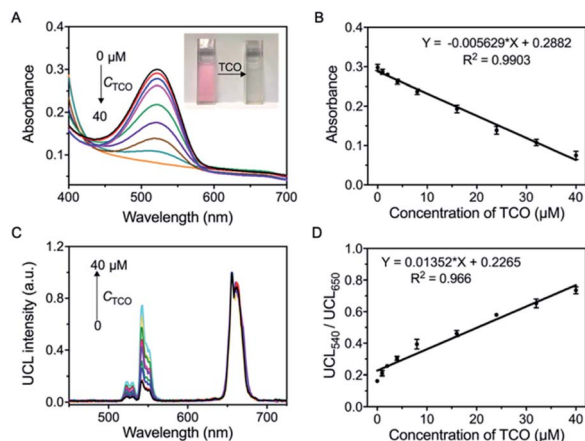 A
0 μM
C_TCO
40
TCO
Absorbance
0.4
0.3
0.2
0.1
400
500
600
700
Wavelength (nm)
B
Y = -0.005629*X + 0.2882
R² = 0.9903
Absorbance
0.4
0.3
0.2
0.1
0.0
0
10
20
30
40
Concentration of TCO (μM)
C
40 μM
C_TCO
0
UCL intensity (a.u.)
1.2
0.8
0.4
0.0
500
600
700
Wavelength (nm)
D
Y = 0.01352*X + 0.2265
R² = 0.966
UCL₅₄₀ / UCL₆₅₀
1.0
0.8
0.6
0.4
0.2
0.0
0
10
20
30
40
Concentration of TCO (μM)